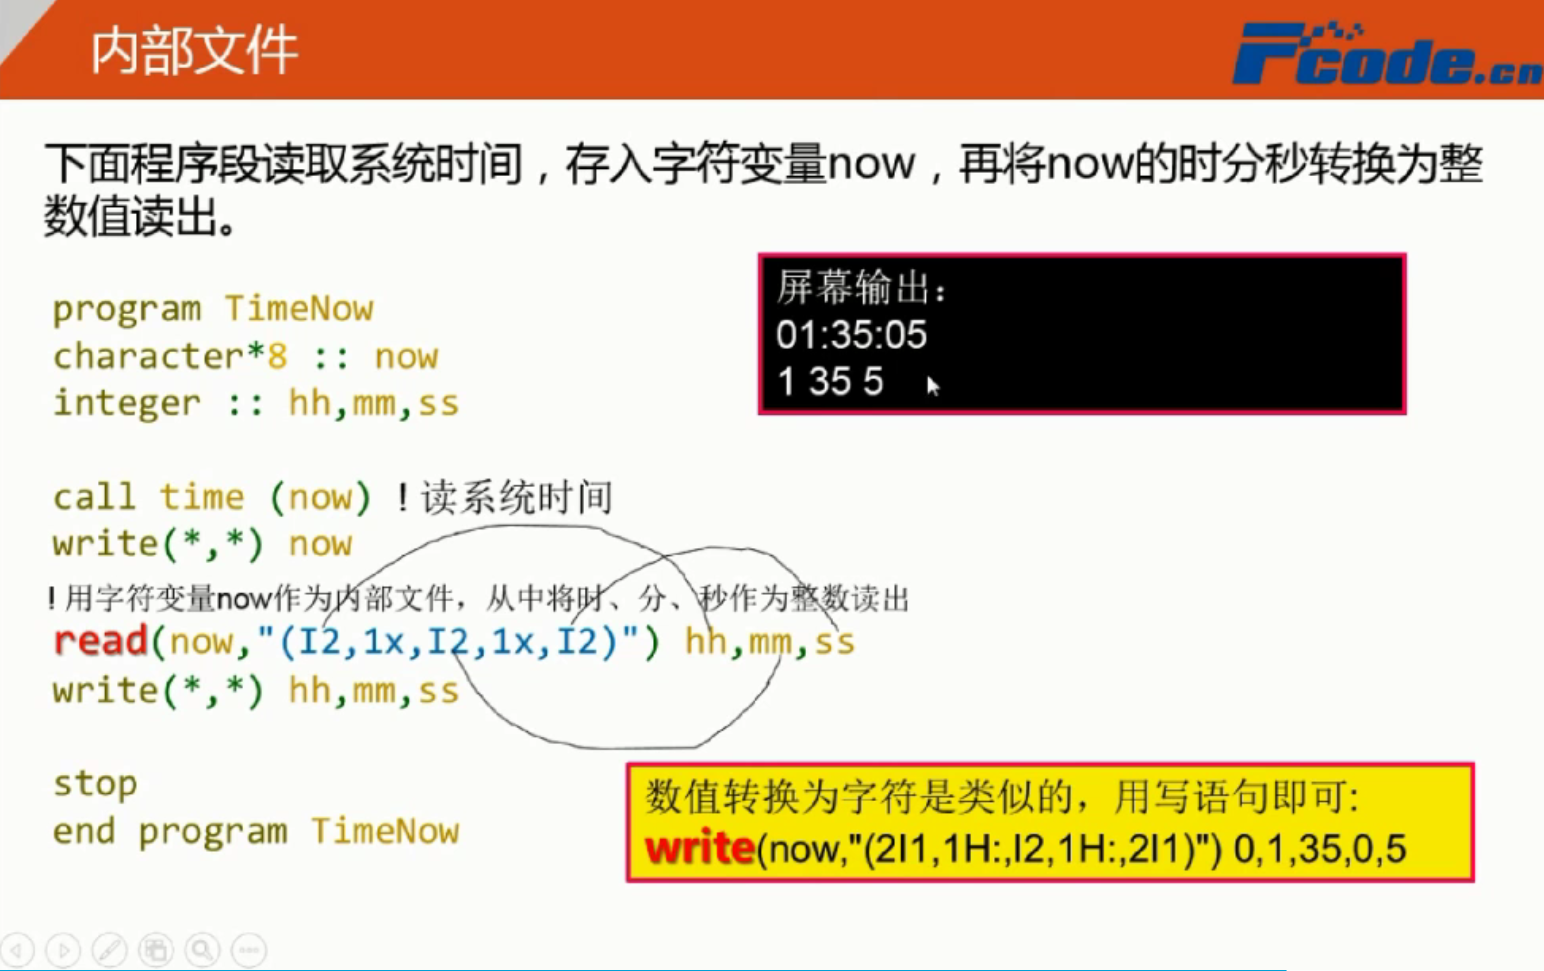 内部文件
Fcode.cn
下面程序段读取系统时间，存入字符变量now，再将now的时分秒转换为整
数值读出。
program TimeNow
character*8 :: now
integer :: hh,mm,ss
call time (now) ! 读系统时间
write(*,*) now
! 用字符变量now作为内部文件，从中将时、分、秒作为整数读出
read(now,"(I2,1x,I2,1x,I2)") hh,mm,ss
write(*,*) hh,mm,ss
stop
end program TimeNow
屏幕输出：
01:35:05
1 35 5
数值转换为字符是类似的，用写语句即可:
write(now,"(2I1,1H:,I2,1H:,2I1)") 0,1,35,0,5